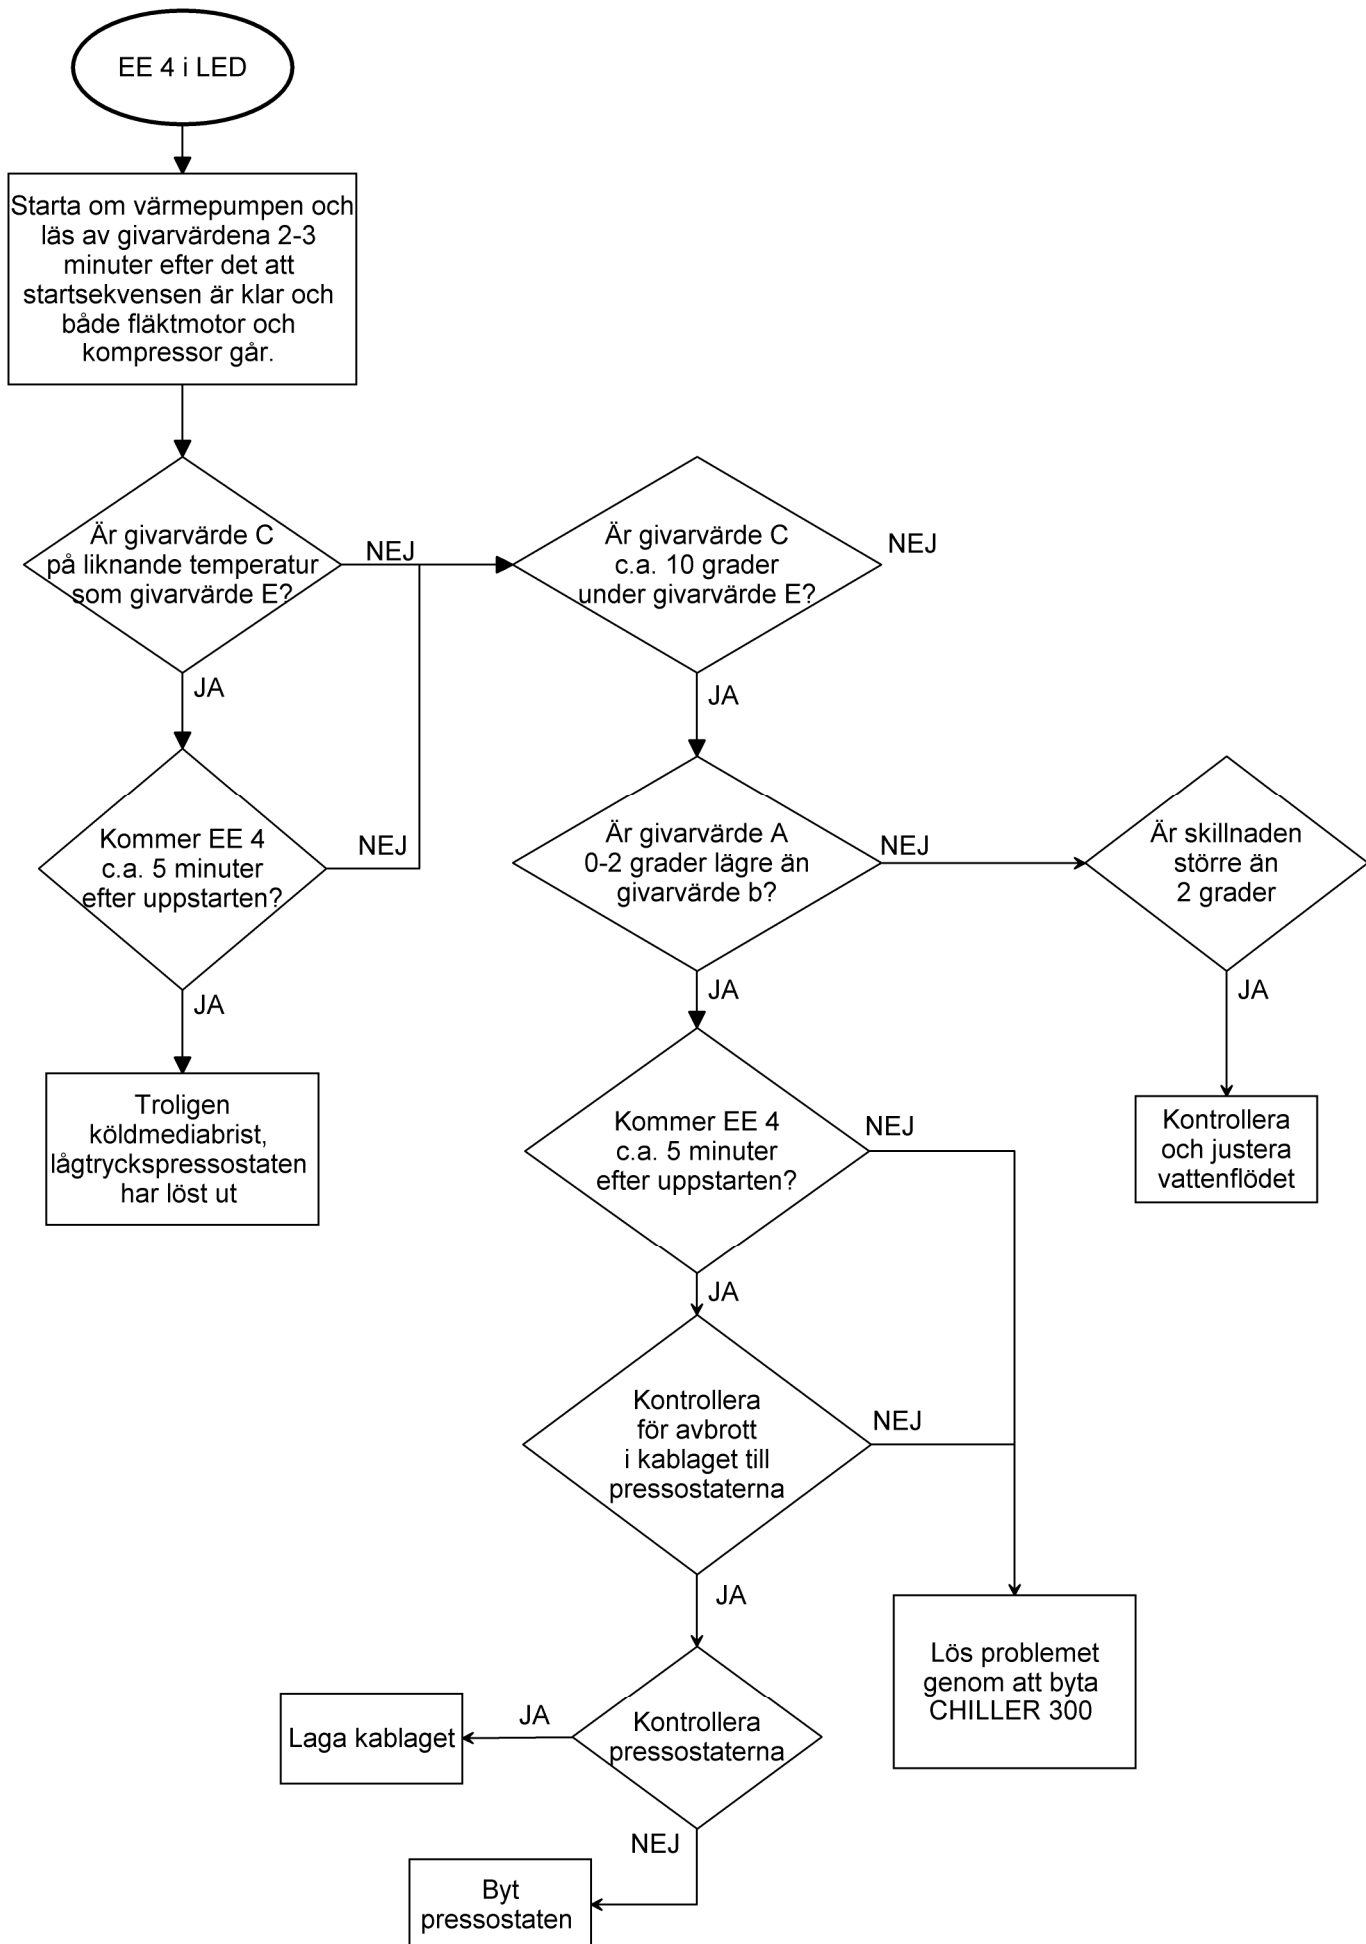 EE 4 i LED
Starta om värmepumpen och
läs av givarvärdena 2-3
minuter efter det att
startsekvensen är klar och
både fläktmotor och
kompressor går.
Är givarvärde C
på liknande temperatur
som givarvärde E?
NEJ
JA
Är givarvärde C
c.a. 10 grader
under givarvärde E?
NEJ
JA
Kommer EE 4
c.a. 5 minuter
efter uppstarten?
NEJ
JA
Troligen
köldmediabrist,
lågtryckspressostaten
har löst ut
Är givarvärde A
0-2 grader lägre än
givarvärde b?
NEJ
JA
Är skillnaden
större än
2 grader
JA
Kontrollera
och justera
vattenflödet
Kommer EE 4
c.a. 5 minuter
efter uppstarten?
NEJ
JA
Kontrollera
för avbrott
i kablaget till
pressostaterna
NEJ
JA
Lös problemet
genom att byta
CHILLER 300
Kontrollera
pressostaterna
JA
Laga kablaget
NEJ
Byt
pressostaten